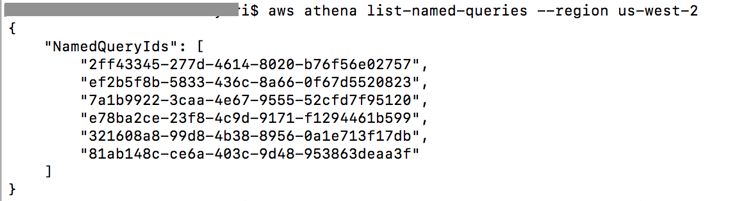 ri$ aws athena list-named-queries --region us-west-2
{
"NamedQueryIds": [
"2ff43345-277d-4614-8020-b76f56e02757",
"ef2b5f8b-5833-436c-8a66-0f67d5520823",
"7a1b9922-3caa-4e67-9555-52cfd7f95120",
"e78ba2ce-23f8-4c9d-9171-f1294461b599",
"321608a8-99d8-4b38-8956-0a1e713f17db",
"81ab148c-ce6a-403c-9d48-953863deaa3f"
]
}